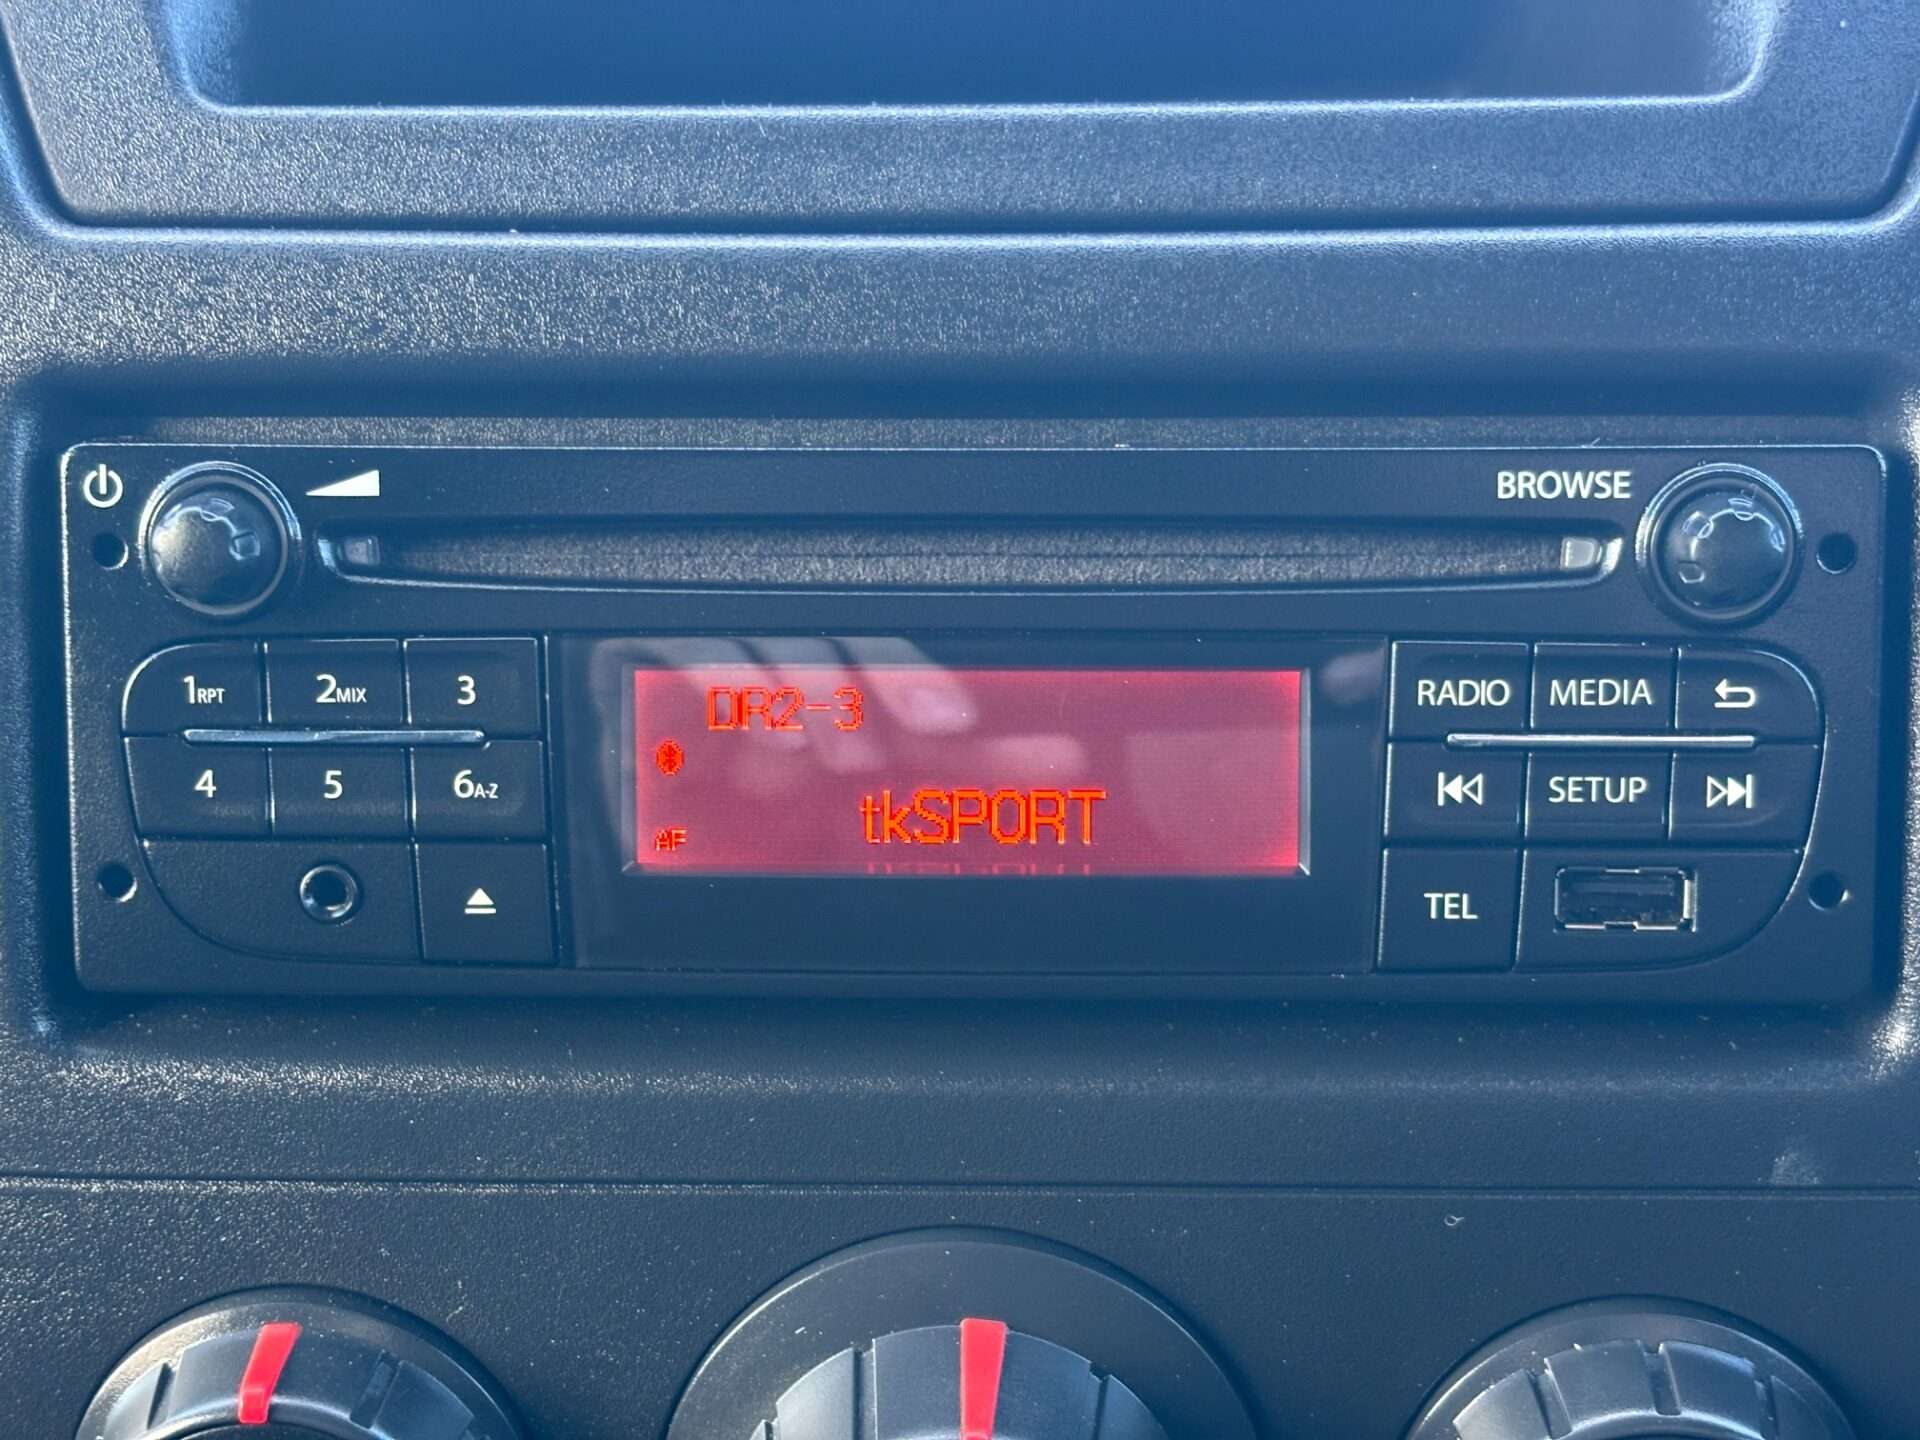 BROWSE
1RPT 2MIX 3
4 5 6A-Z
DR2-3
AF
tkSPORT
RADIO MEDIA
SETUP
TEL